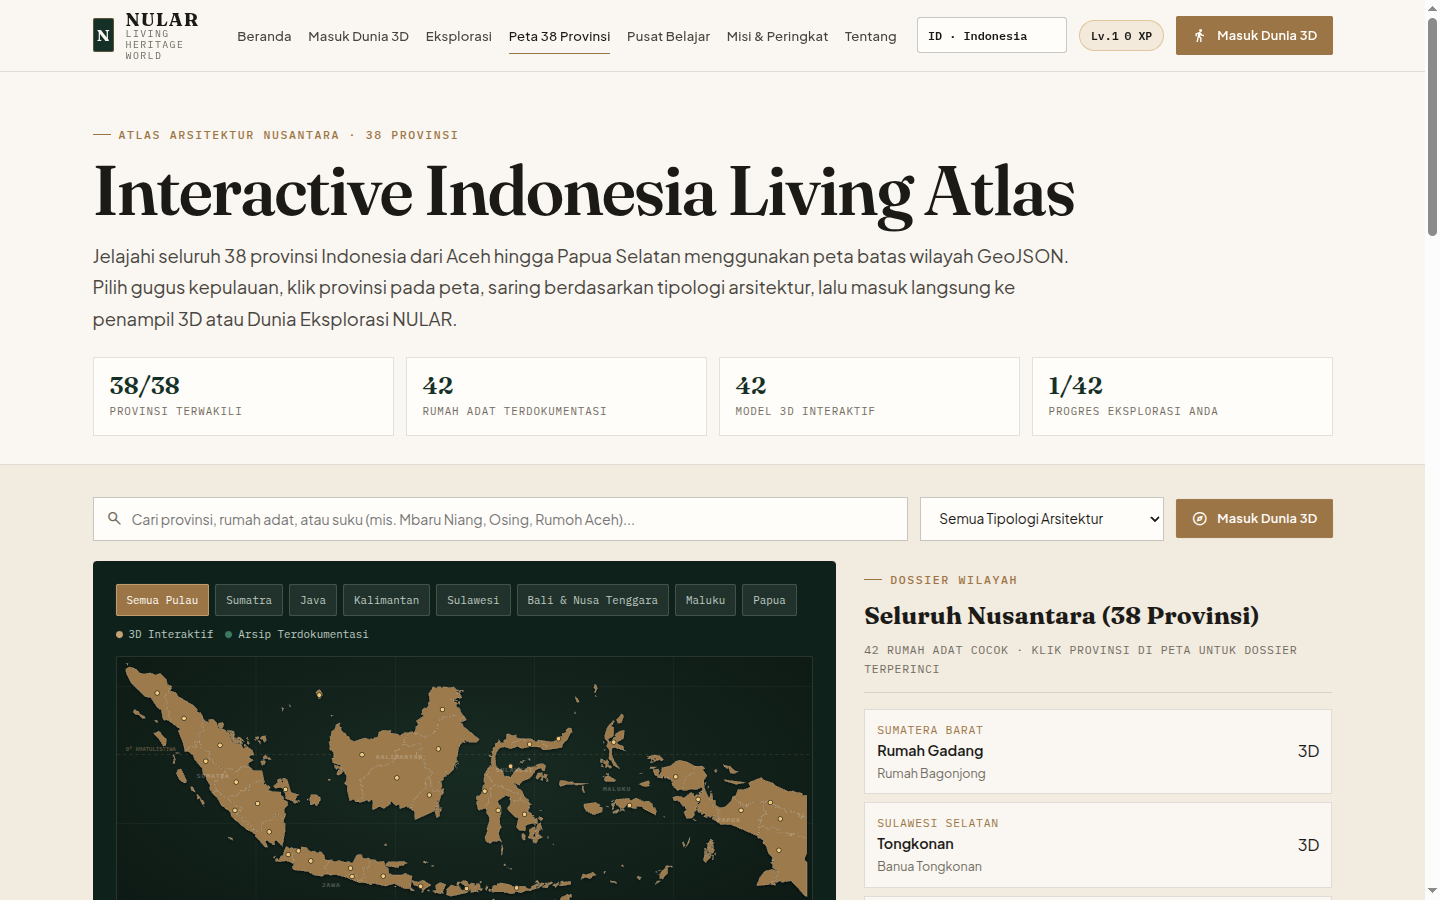 N
NULAR
LIVING
HERITAGE
WORLD
Beranda
Masuk Dunia 3D
Eksplorasi
Peta 38 Provinsi
Pusat Belajar
Misi & Peringkat
Tentang
ID · Indonesia
Lv.1 0 XP
Masuk Dunia 3D
ATLAS ARSITEKTUR NUSANTARA · 38 PROVINSI
Interactive Indonesia Living Atlas
Jelajahi seluruh 38 provinsi Indonesia dari Aceh hingga Papua Selatan menggunakan peta batas wilayah GeoJSON.
Pilih gugus kepulauan, klik provinsi pada peta, saring berdasarkan tipologi arsitektur, lalu masuk langsung ke
penampil 3D atau Dunia Eksplorasi NULAR.
38/38
PROVINSI TERWAKILI
42
RUMAH ADAT TERDOKUMENTASI
42
MODEL 3D INTERAKTIF
1/42
PROGRES EKSPLORASI ANDA
Cari provinsi, rumah adat, atau suku (mis. Mbaru Niang, Osing, Rumoh Aceh)...
Semua Tipologi Arsitektur
Masuk Dunia 3D
Semua Pulau
Sumatra
Java
Kalimantan
Sulawesi
Bali & Nusa Tenggara
Maluku
Papua
3D Interaktif
Arsip Terdokumentasi
0° KHATULISTIWA
SUMATRA
KALIMANTAN
MALUKU
PAPUA
JAWA
DOSSIER WILAYAH
Seluruh Nusantara (38 Provinsi)
42 RUMAH ADAT COCOK · KLIK PROVINSI DI PETA UNTUK DOSSIER
TERPERINCI
SUMATERA BARAT
Rumah Gadang
Rumah Bagonjong
3D
SULAWESI SELATAN
Tongkonan
Banua Tongkonan
3D